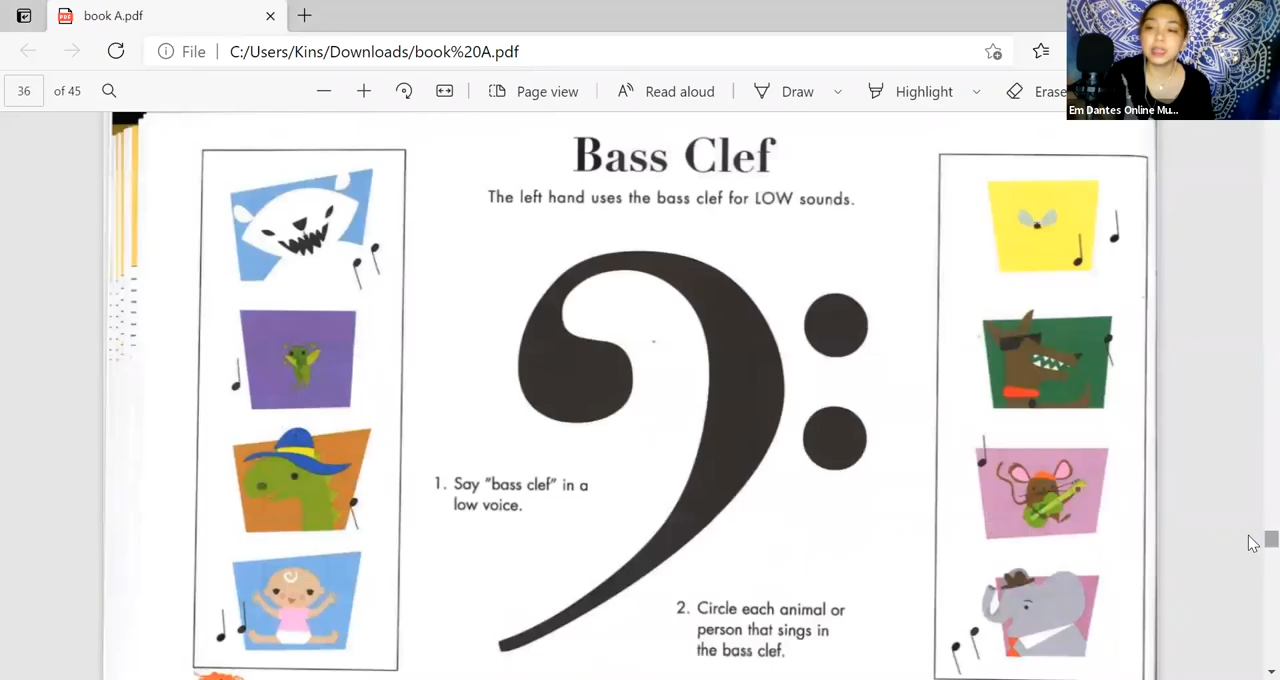 book A.pdf
File
C:/Users/Kins/Downloads/book%20A.pdf
36 of 45
Page view
Read aloud
Draw
Highlight
Erase
Em Dantes Online Mu...
Bass Clef
The left hand uses the bass clef for LOW sounds.
1. Say "bass clef" in a
low voice.
2. Circle each animal or
person that sings in
the bass clef.